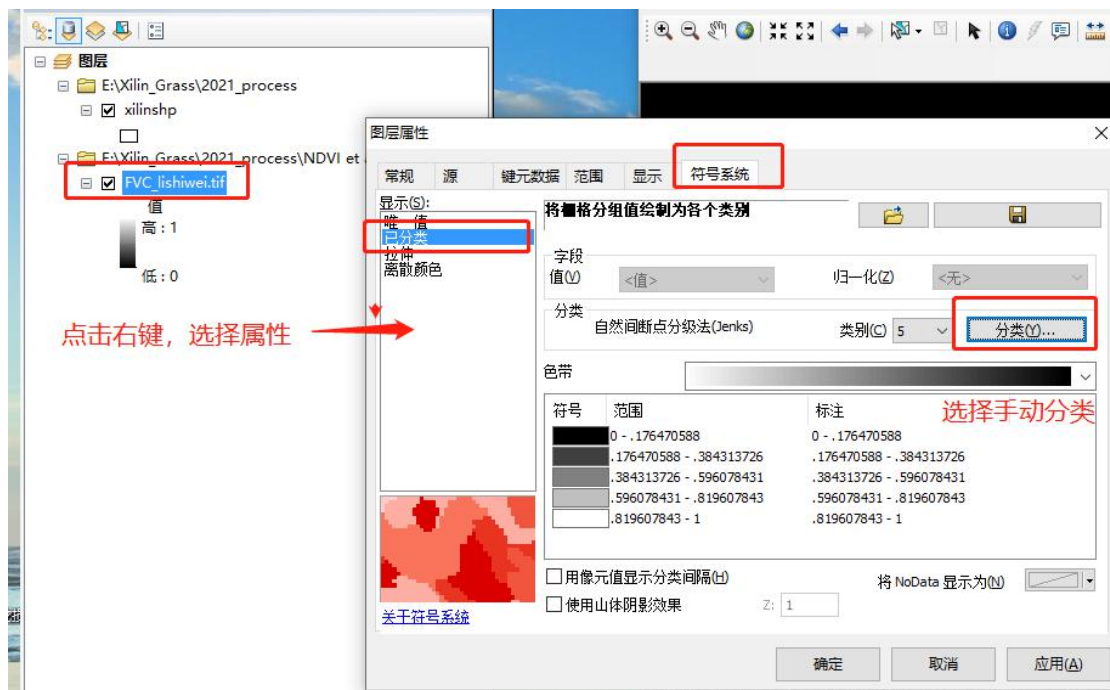 图层
E:\Xilin_Grass\2021_process
xilinshp
E:\Xilin_Grass\2021_process\NDVI et
FVC_lishiwei.tif
值
高 : 1
低 : 0
点击右键，选择属性
图层属性
常规 源 键元数据 范围 显示 符号系统
显示(S):
唯一值
已分类
拉伸
离散颜色
将栅格分组值绘制为各个类别
字段
值(V) <值> 归一化(Z) <无>
分类
自然间断点分级法(Jenks) 类别(C) 5 分类(Y)...
色带
选择手动分类
符号 范围 标注
0 - .176470588 0 - .176470588
.176470588 - .384313726 .176470588 - .384313726
.384313726 - .596078431 .384313726 - .596078431
.596078431 - .819607843 .596078431 - .819607843
.819607843 - 1 .819607843 - 1
用像元值显示分类间隔(H) 将 NoData 显示为(N)
使用山体阴影效果 Z: 1
关于符号系统
确定 取消 应用(A)